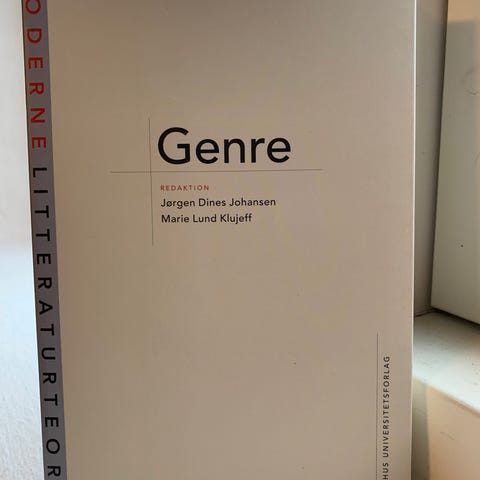 ODERNE LITTERATURTEOR
Genre
REDAKTION
Jørgen Dines Johansen
Marie Lund Klujeff
HUS UNIVERSITETSFORLAG